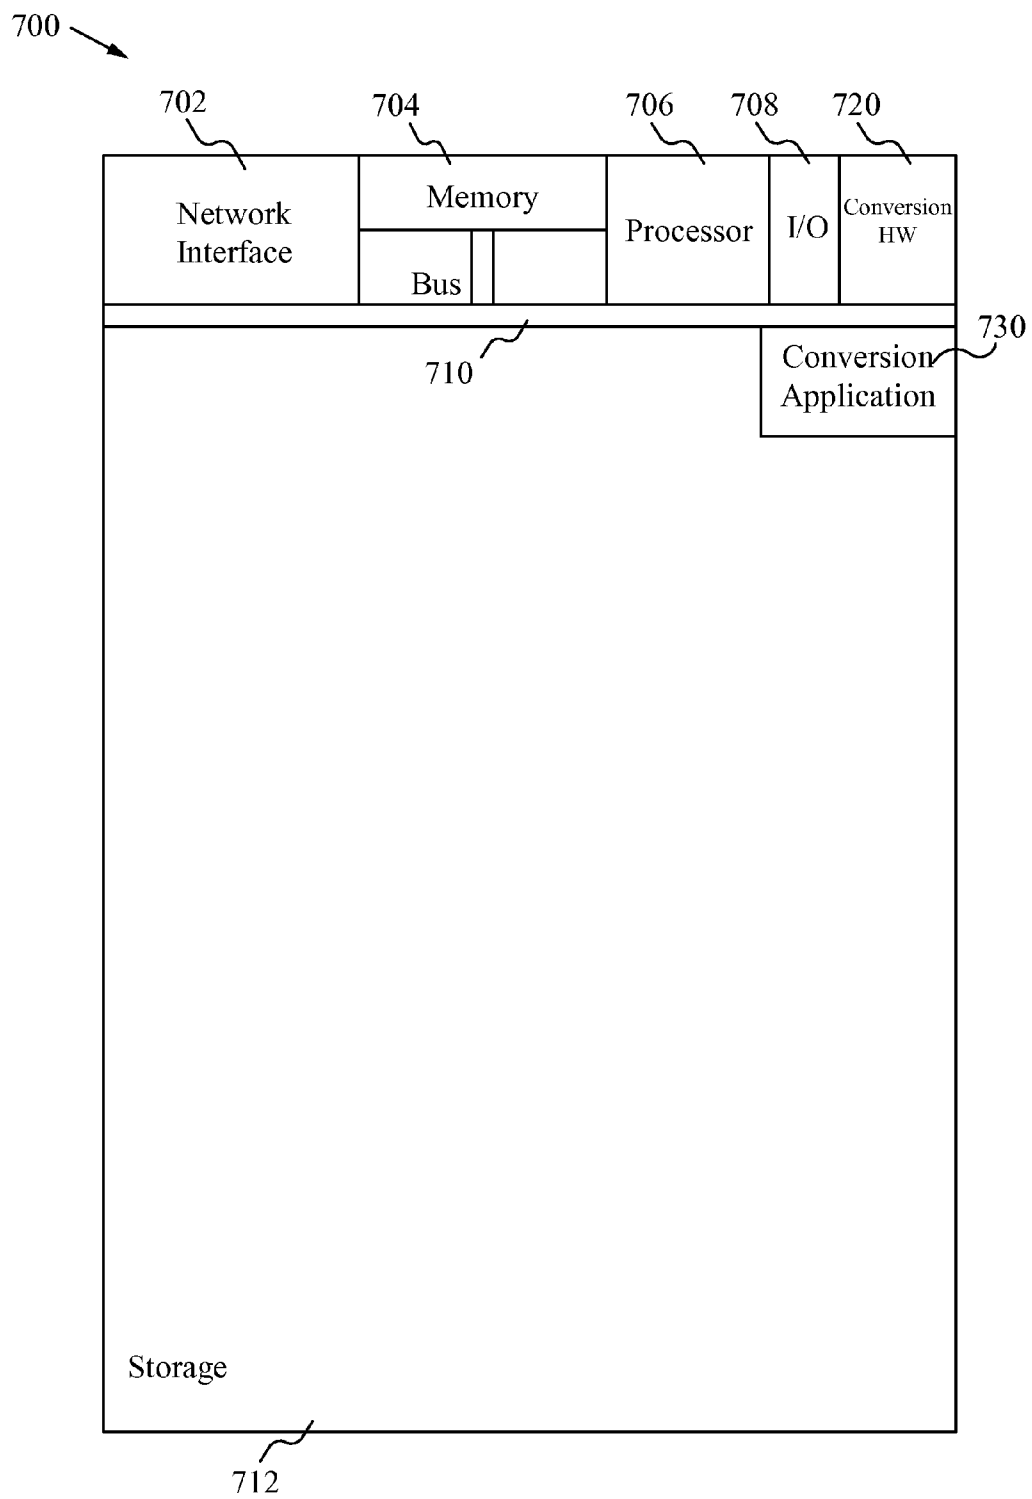 700
702
704
706
708
720
Network
Interface
Memory
Bus
Processor
I/O
Conversion
HW
710
730
Conversion
Application
Storage
712